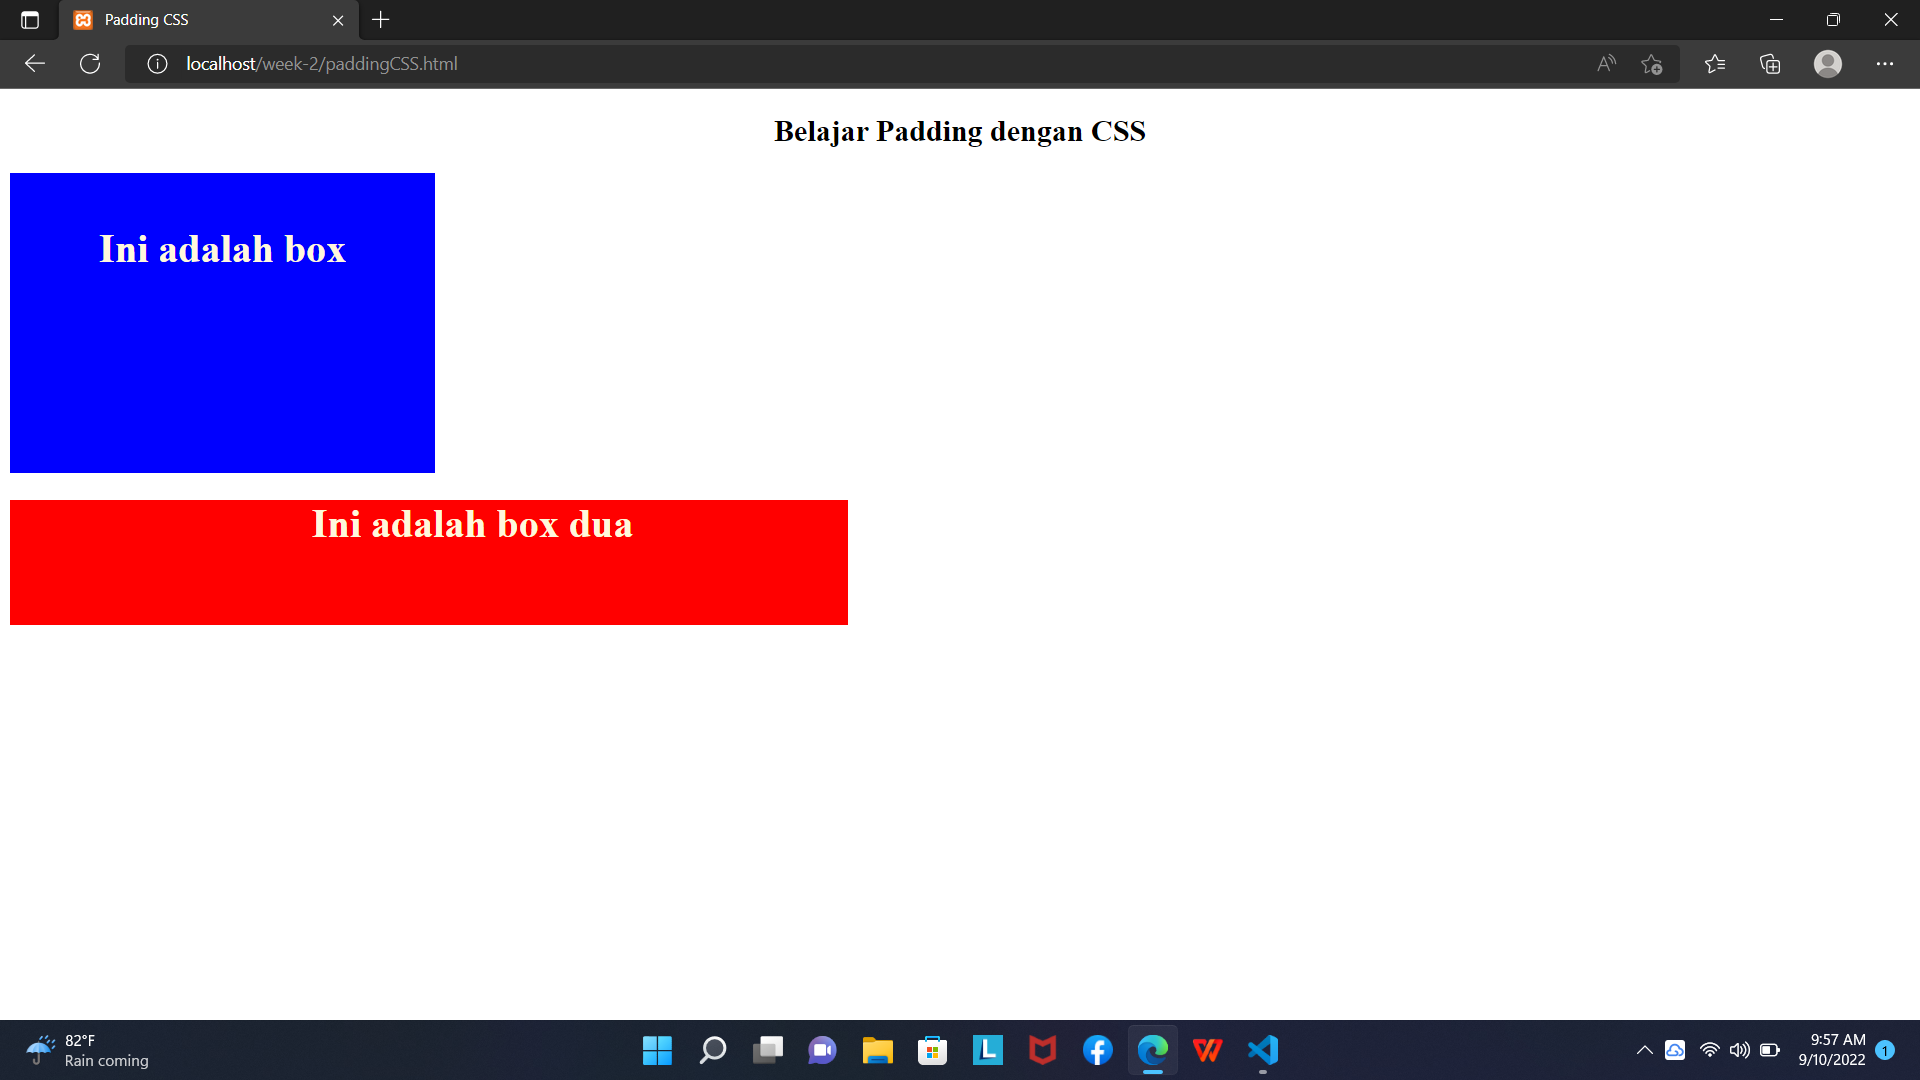 Padding CSS
localhost/week-2/paddingCSS.html
Belajar Padding dengan CSS
Ini adalah box
Ini adalah box dua
82°F
Rain coming
9:57 AM
9/10/2022
1